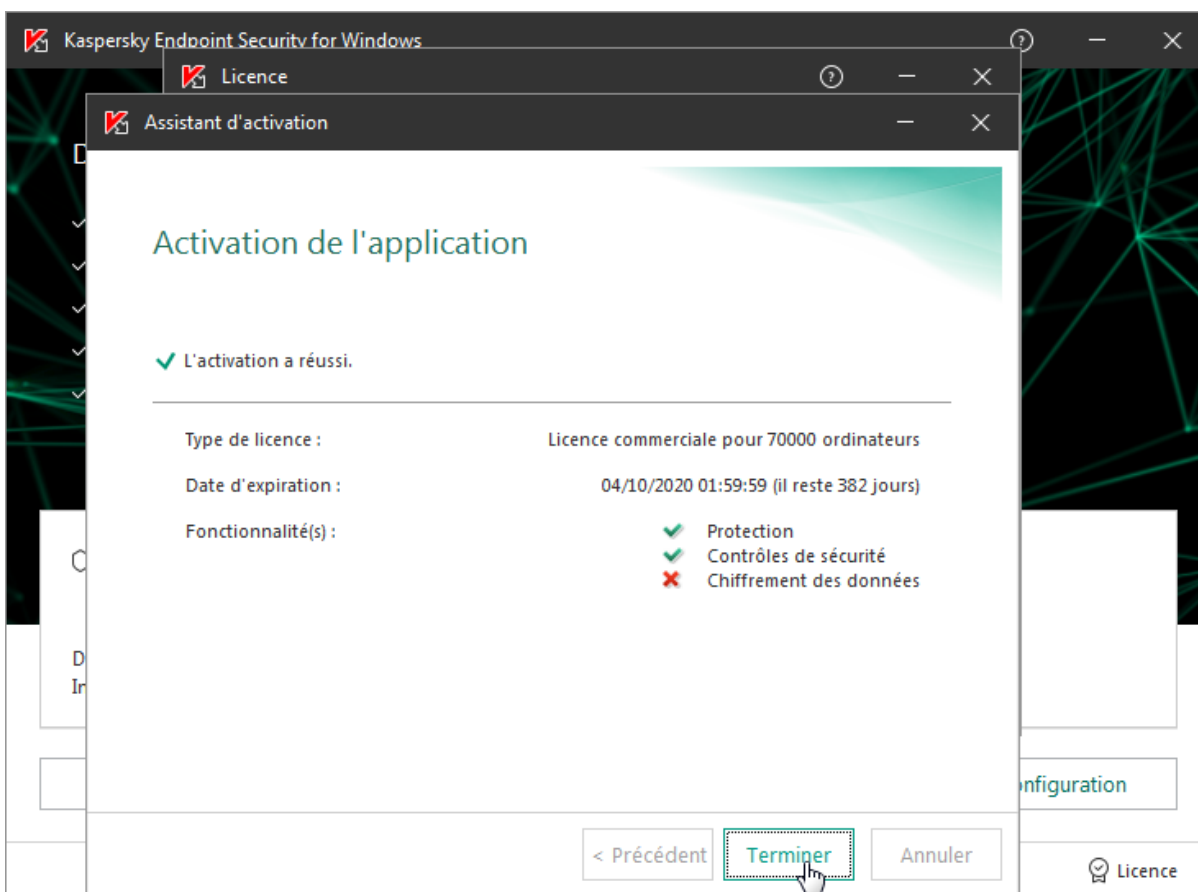 Kaspersky Endpoint Security for Windows
Licence
Assistant d'activation
Activation de l'application
L'activation a réussi.
Type de licence : Licence commerciale pour 70000 ordinateurs
Date d'expiration : 04/10/2020 01:59:59 (il reste 382 jours)
Fonctionnalité(s) : Protection
Contrôles de sécurité
Chiffrement des données
nfiguration
< Précédent Terminer Annuler
Licence